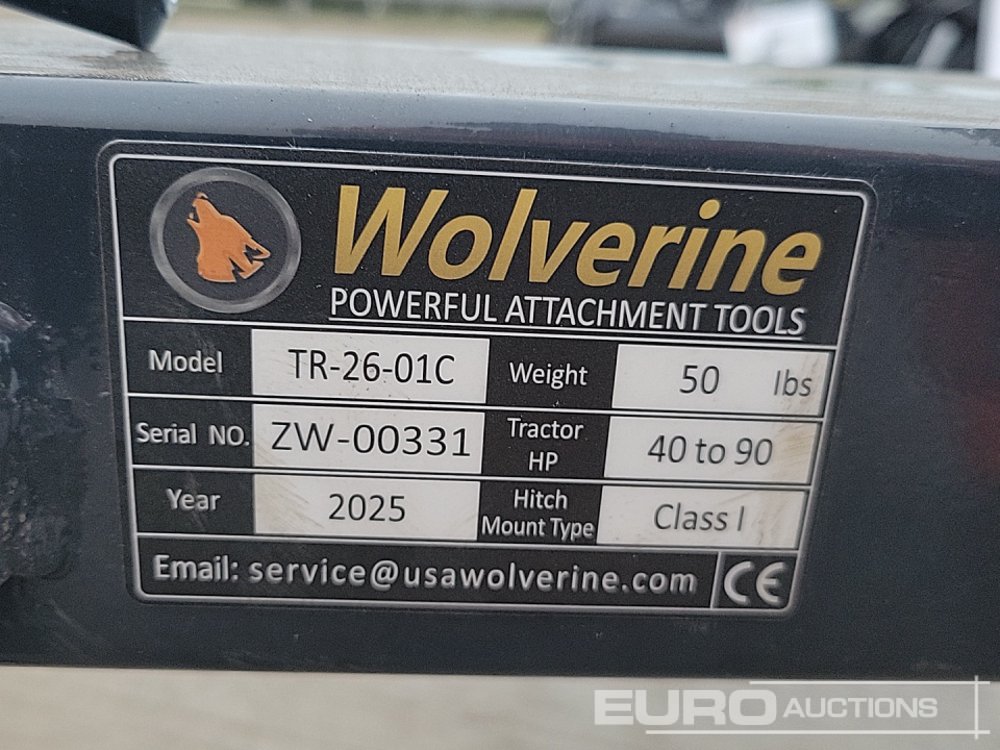 Wolverine
POWERFUL ATTACHMENT TOOLS
Model TR-26-01C Weight 50 lbs
Serial NO. ZW-00331 Tractor HP 40 to 90
Year 2025 Hitch Mount Type Class I
Email: service@usawolverine.com CE
EURO AUCTIONS